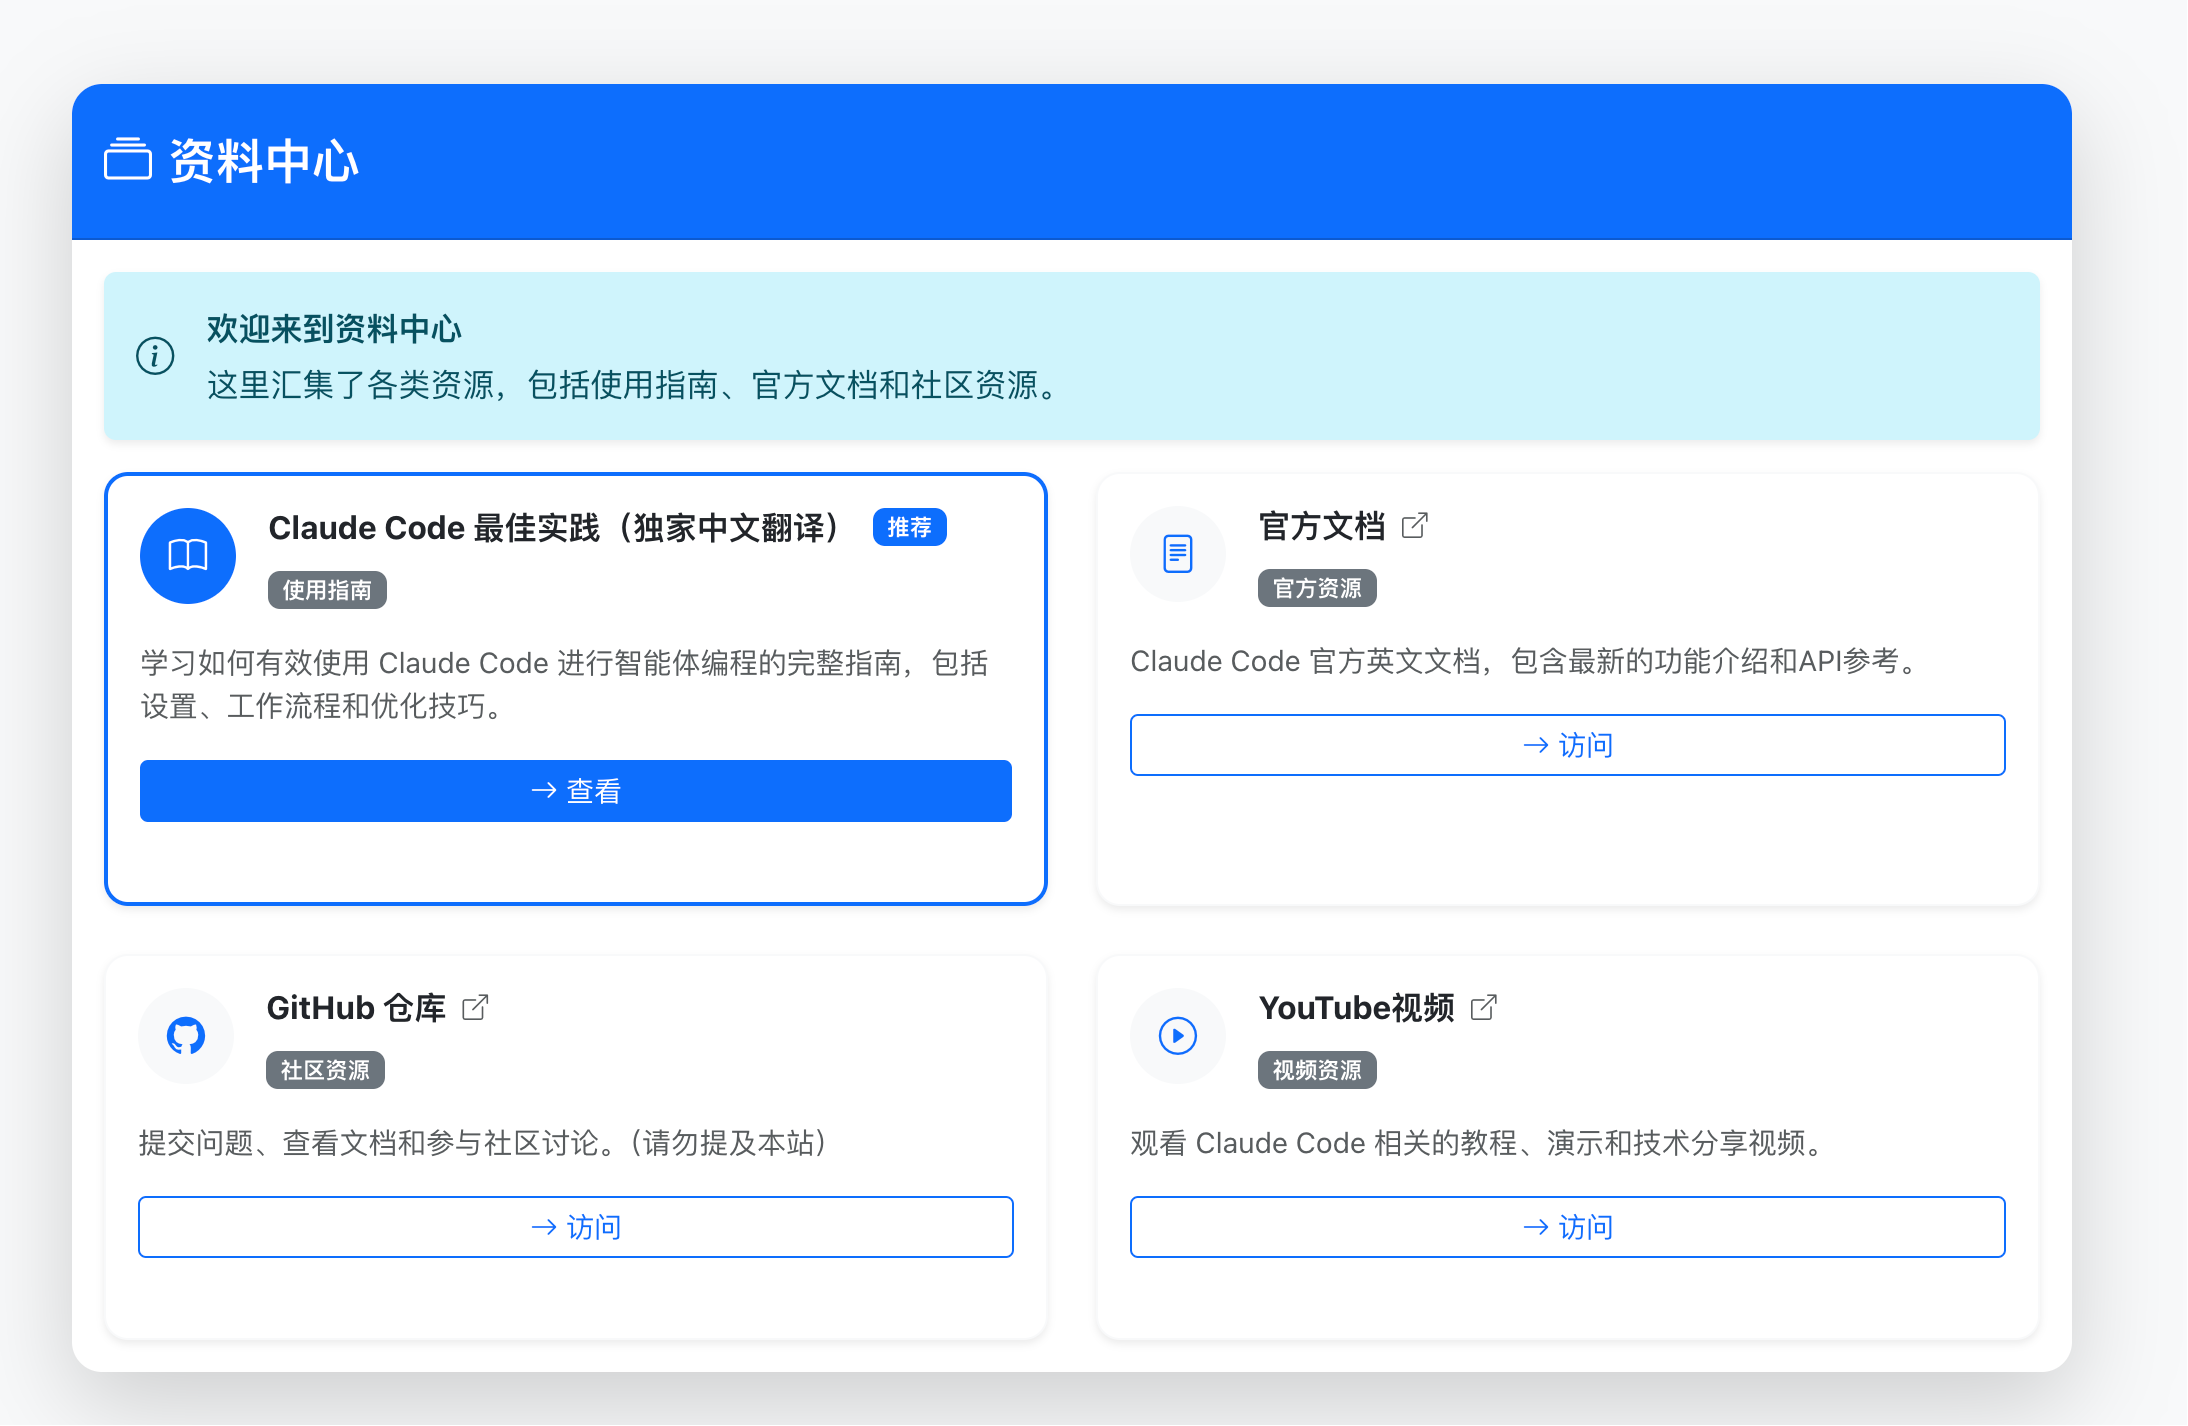 资料中心
欢迎来到资料中心
这里汇集了各类资源，包括使用指南、官方文档和社区资源。
Claude Code 最佳实践（独家中文翻译） 推荐
使用指南
学习如何有效使用 Claude Code 进行智能体编程的完整指南，包括
设置、工作流程和优化技巧。
→ 查看
官方文档
官方资源
Claude Code 官方英文文档，包含最新的功能介绍和API参考。
→ 访问
GitHub 仓库
社区资源
提交问题、查看文档和参与社区讨论。（请勿提及本站）
→ 访问
YouTube视频
视频资源
观看 Claude Code 相关的教程、演示和技术分享视频。
→ 访问